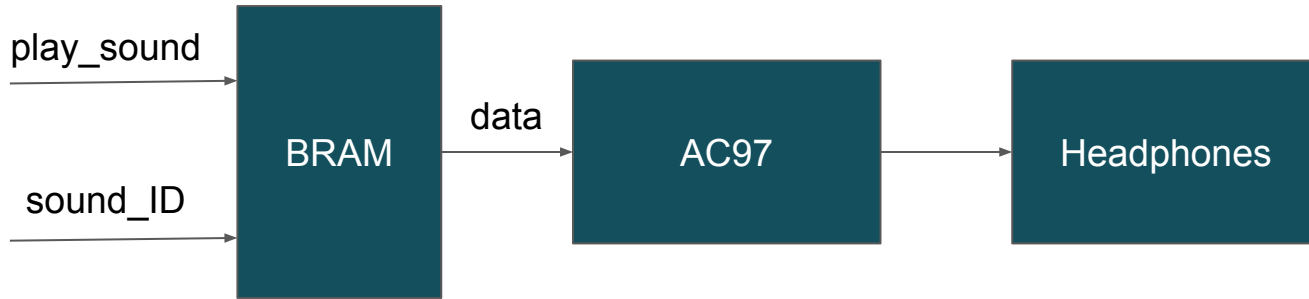 play_sound
sound_ID
BRAM
data
AC97
Headphones